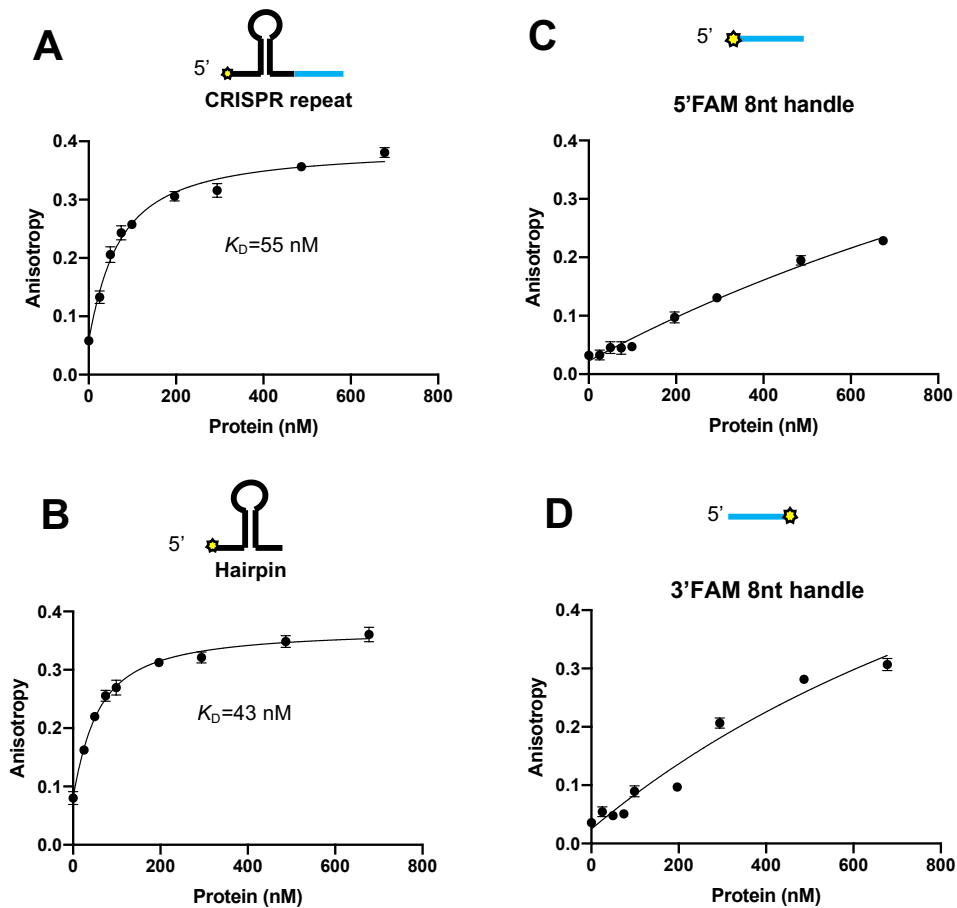 A
5’
CRISPR repeat
0.4
0.3
0.2
0.1
0.0
Anisotropy
K_D=55 nM
0 200 400 600 800
Protein (nM)
B
5’
Hairpin
0.4
0.3
0.2
0.1
0.0
Anisotropy
K_D=43 nM
0 200 400 600 800
Protein (nM)
C
5’
5’FAM 8nt handle
0.4
0.3
0.2
0.1
0.0
Anisotropy
0 200 400 600 800
Protein (nM)
D
5’
3’FAM 8nt handle
0.4
0.3
0.2
0.1
0.0
Anisotropy
0 200 400 600 800
Protein (nM)